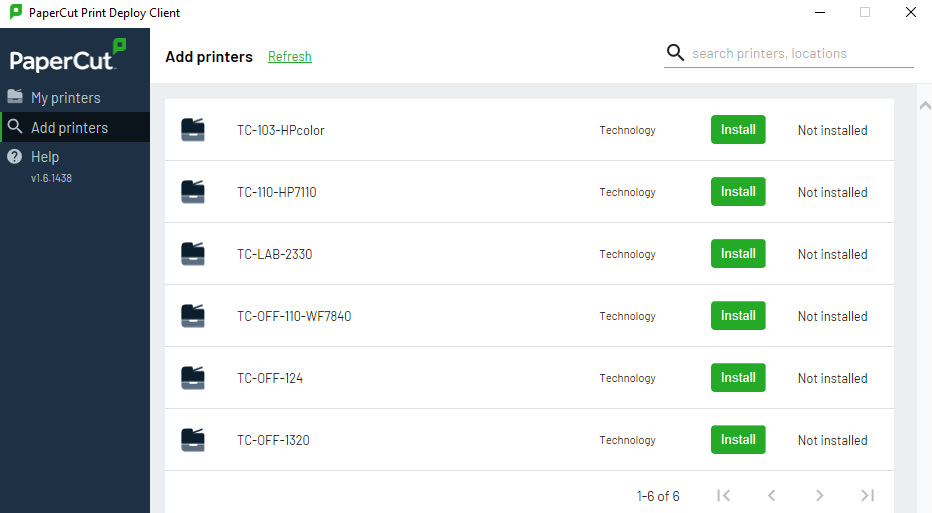 PaperCut Print Deploy Client
PaperCut
My printers
Add printers
Help
v1.6.1438
Add printers Refresh
search printers, locations
TC-103-HPcolor Technology Install Not installed
TC-110-HP7110 Technology Install Not installed
TC-LAB-2330 Technology Install Not installed
TC-OFF-110-WF7840 Technology Install Not installed
TC-OFF-124 Technology Install Not installed
TC-OFF-1320 Technology Install Not installed
1-6 of 6